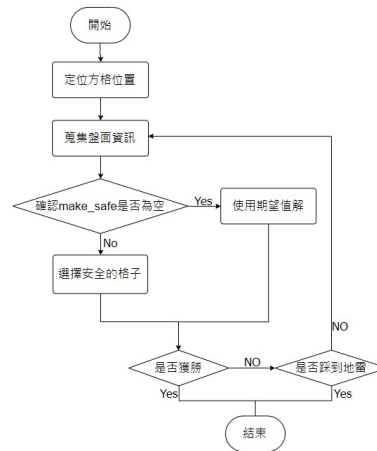 開始
定位方格位置
蒐集盤面資訊
確認make_safe是否為空
Yes
使用期望值解
No
選擇安全的格子
NO
是否獲勝
NO
是否踩到地雷
Yes
Yes
結束